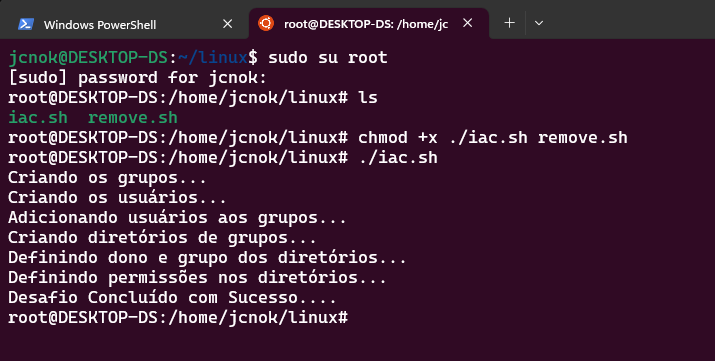 Windows PowerShell
root@DESKTOP-DS: /home/jc
jcnok@DESKTOP-DS:~/linux$ sudo su root
[sudo] password for jcnok:
root@DESKTOP-DS:/home/jcnok/linux# ls
iac.sh  remove.sh
root@DESKTOP-DS:/home/jcnok/linux# chmod +x ./iac.sh remove.sh
root@DESKTOP-DS:/home/jcnok/linux# ./iac.sh
Criando os grupos...
Criando os usuários...
Adicionando usuários aos grupos...
Criando diretórios de grupos...
Definindo dono e grupo dos diretórios...
Definindo permissões nos diretórios...
Desafio Concluído com Sucesso....
root@DESKTOP-DS:/home/jcnok/linux#